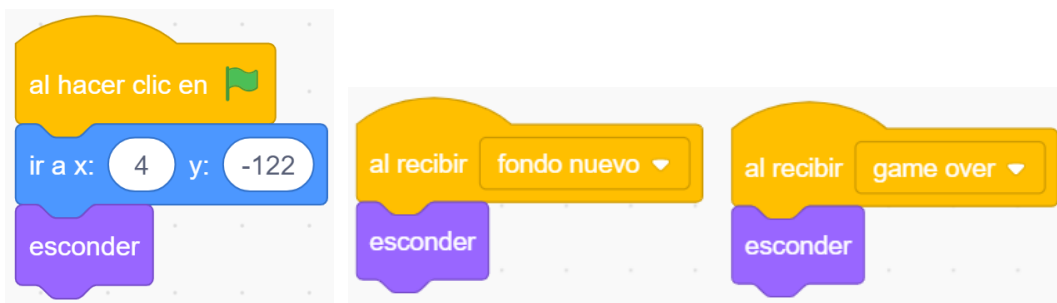 al hacer clic en
ir a x: 4 y: -122
esconder
al recibir fondo nuevo
esconder
al recibir game over
esconder